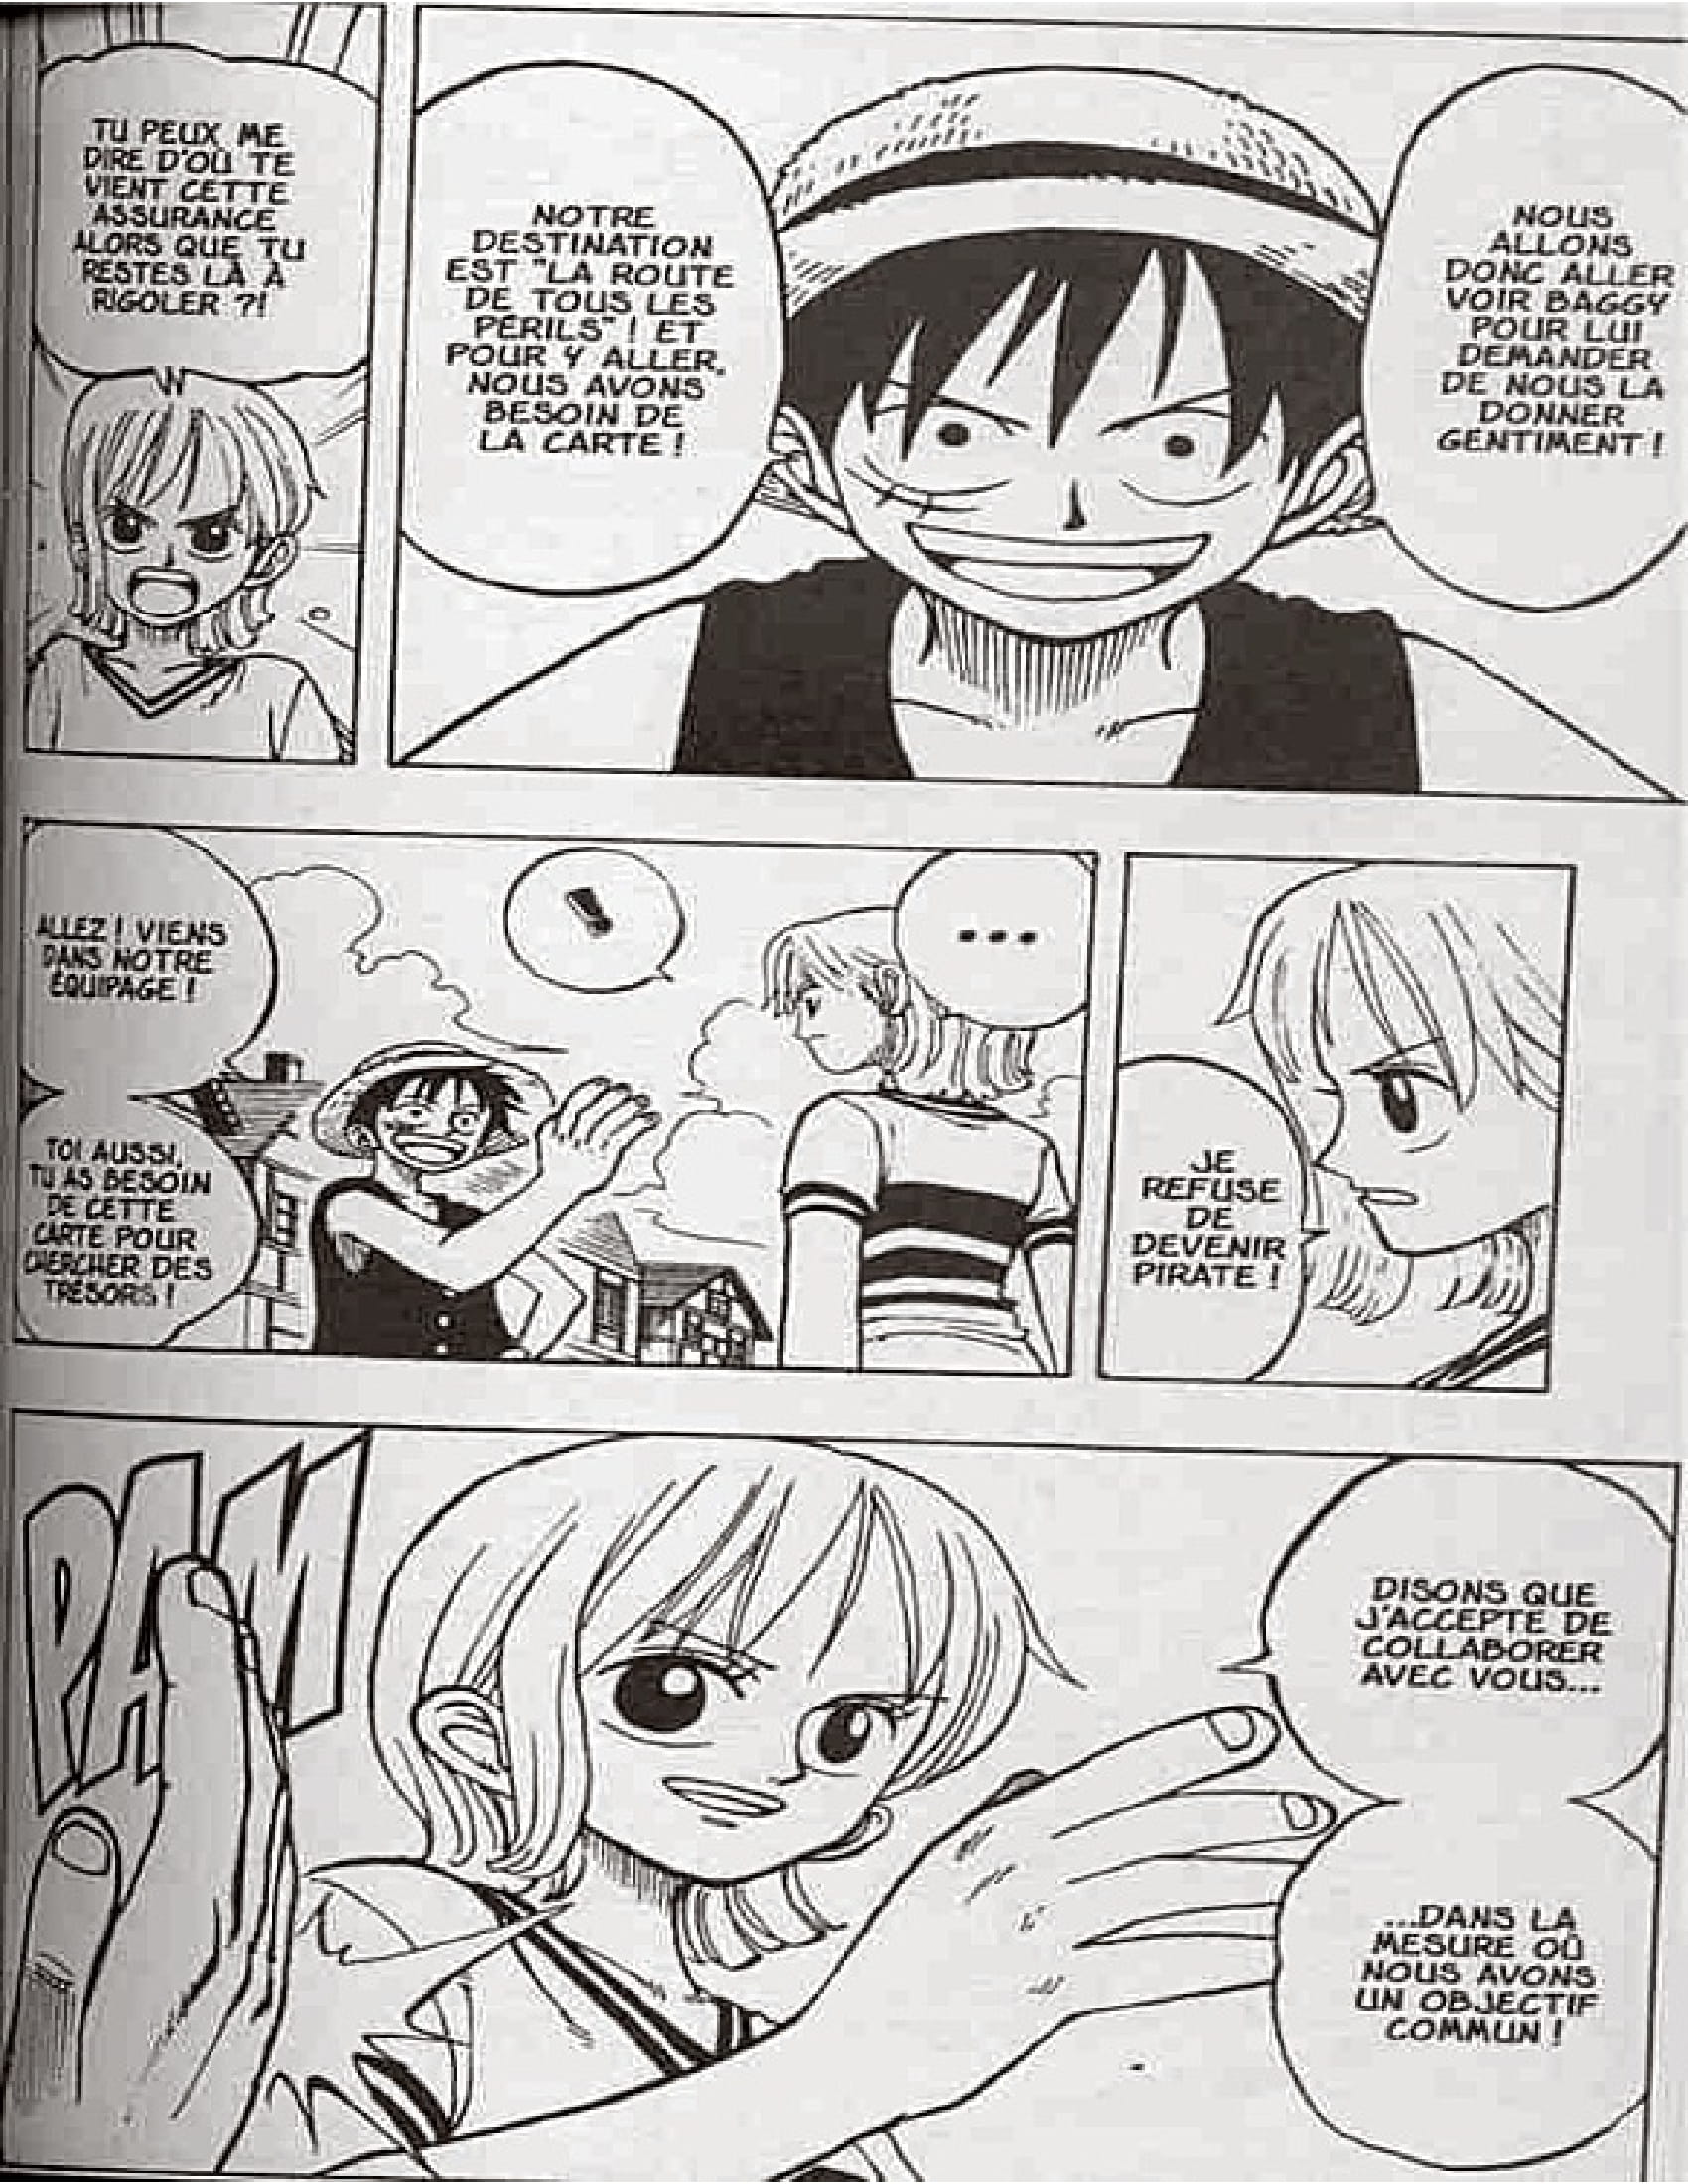 TU PEUX ME
DIRE D'OÙ TE
VIENT CETTE
ASSURANCE
ALORS QUE TU
RESTES LÀ À
RIGOLER ?!
NOTRE
DESTINATION
EST "LA ROUTE
DE TOUS LES
PÉRILS" ! ET
POUR Y ALLER,
NOUS AVONS
BESOIN DE
LA CARTE !
NOUS
ALLONS
DONC ALLER
VOIR BAGGY
POUR LUI
DEMANDER
DE NOUS LA
DONNER
GENTIMENT !
ALLEZ ! VIENS
DANS NOTRE
ÉQUIPAGE !
TOI AUSSI,
TU AS BESOIN
DE CETTE
CARTE POUR
CHERCHER DES
TRÉSORS !
!
...
JE
REFUSE
DE
DEVENIR
PIRATE !
PAM
DISONS QUE
J'ACCEPTE DE
COLLABORER
AVEC VOUS...
...DANS LA
MESURE OÙ
NOUS AVONS
UN OBJECTIF
COMMUN !